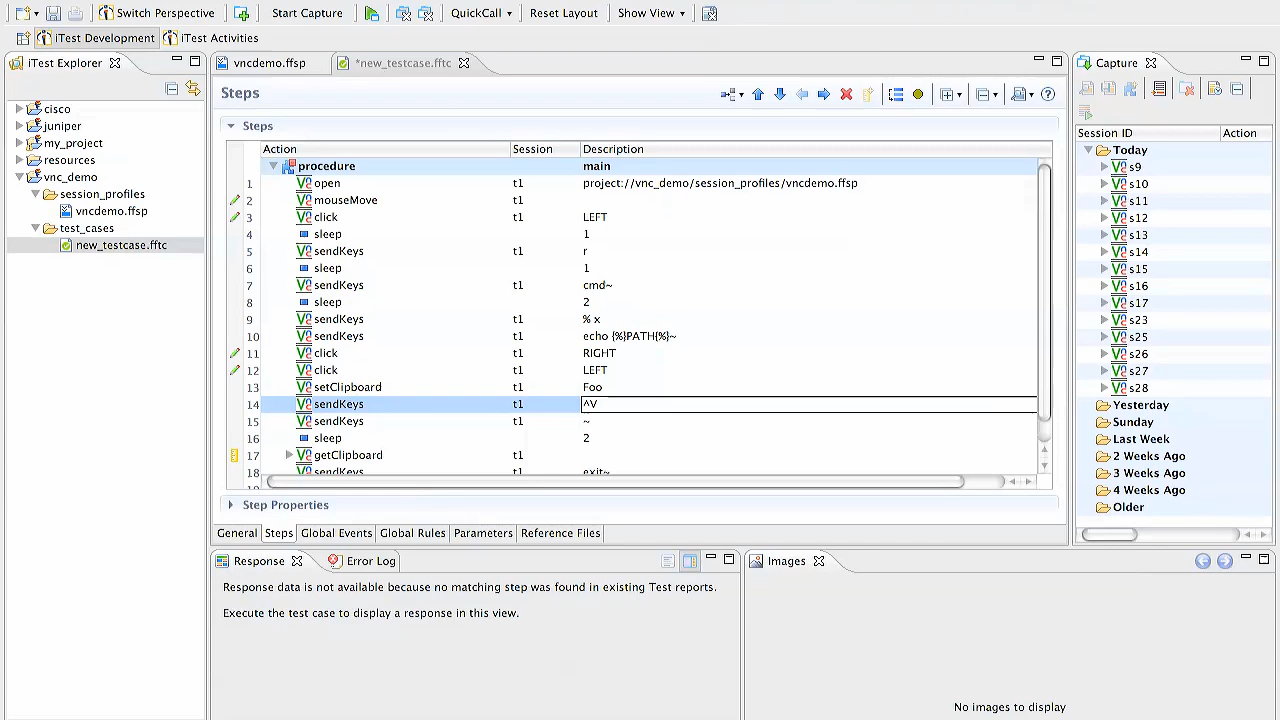 Switch Perspective Start Capture QuickCall Reset Layout Show View
iTest Development iTest Activities
iTest Explorer
cisco
juniper
my_project
resources
vnc_demo
session_profiles
vncdemo.ffsp
test_cases
new_testcase.fftc
vncdemo.ffsp *new_testcase.fftc
Steps
Steps
Action Session Description
procedure main
1 open t1 project://vnc_demo/session_profiles/vncdemo.ffsp
2 mouseMove t1
3 click t1 LEFT
4 sleep 1
5 sendKeys t1 r
6 sleep 1
7 sendKeys t1 cmd~
8 sleep 2
9 sendKeys t1 % x
10 sendKeys t1 echo {%}PATH{%}~
11 click t1 RIGHT
12 click t1 LEFT
13 setClipboard t1 Foo
14 sendKeys t1 ^V
15 sendKeys t1 ~
16 sleep 2
17 getClipboard t1
18 sendKeys t1 exit~
Step Properties
General Steps Global Events Global Rules Parameters Reference Files
Response Error Log
Response data is not available because no matching step was found in existing Test reports.
Execute the test case to display a response in this view.
Images
No images to display
Capture
Session ID Action
Today
s9
s10
s11
s12
s13
s14
s15
s16
s17
s23
s25
s26
s27
s28
Yesterday
Sunday
Last Week
2 Weeks Ago
3 Weeks Ago
4 Weeks Ago
Older